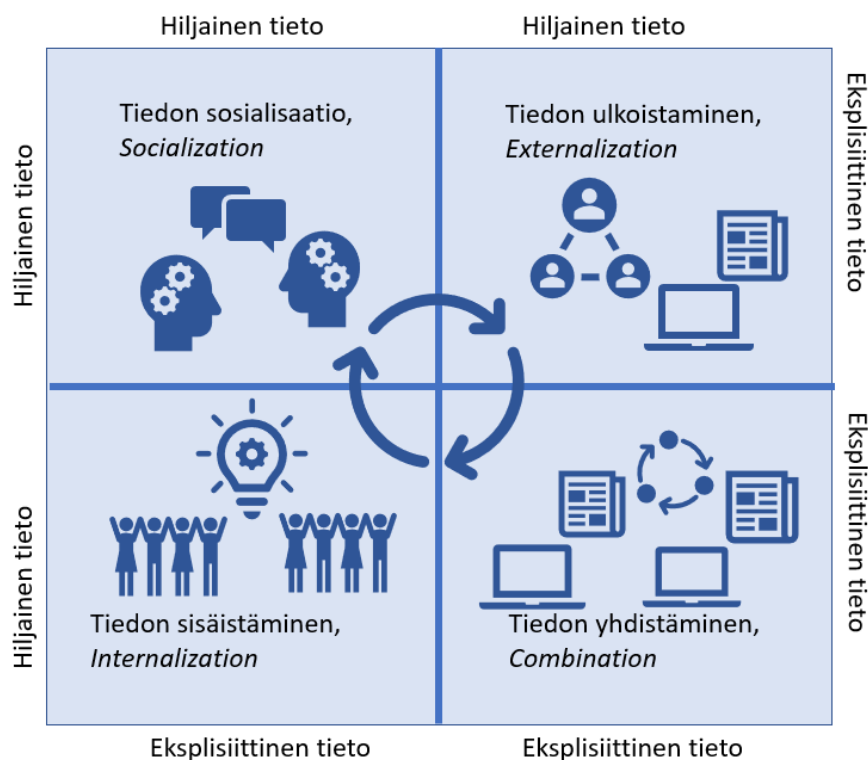 Hiljainen tieto
Hiljainen tieto
Hiljainen tieto
Tiedon sosialisaatio,
Socialization
Tiedon ulkoistaminen,
Externalization
Eksplisiittinen tieto
Hiljainen tieto
Tiedon sisäistäminen,
Internalization
Tiedon yhdistäminen,
Combination
Eksplisiittinen tieto
Eksplisiittinen tieto
Eksplisiittinen tieto